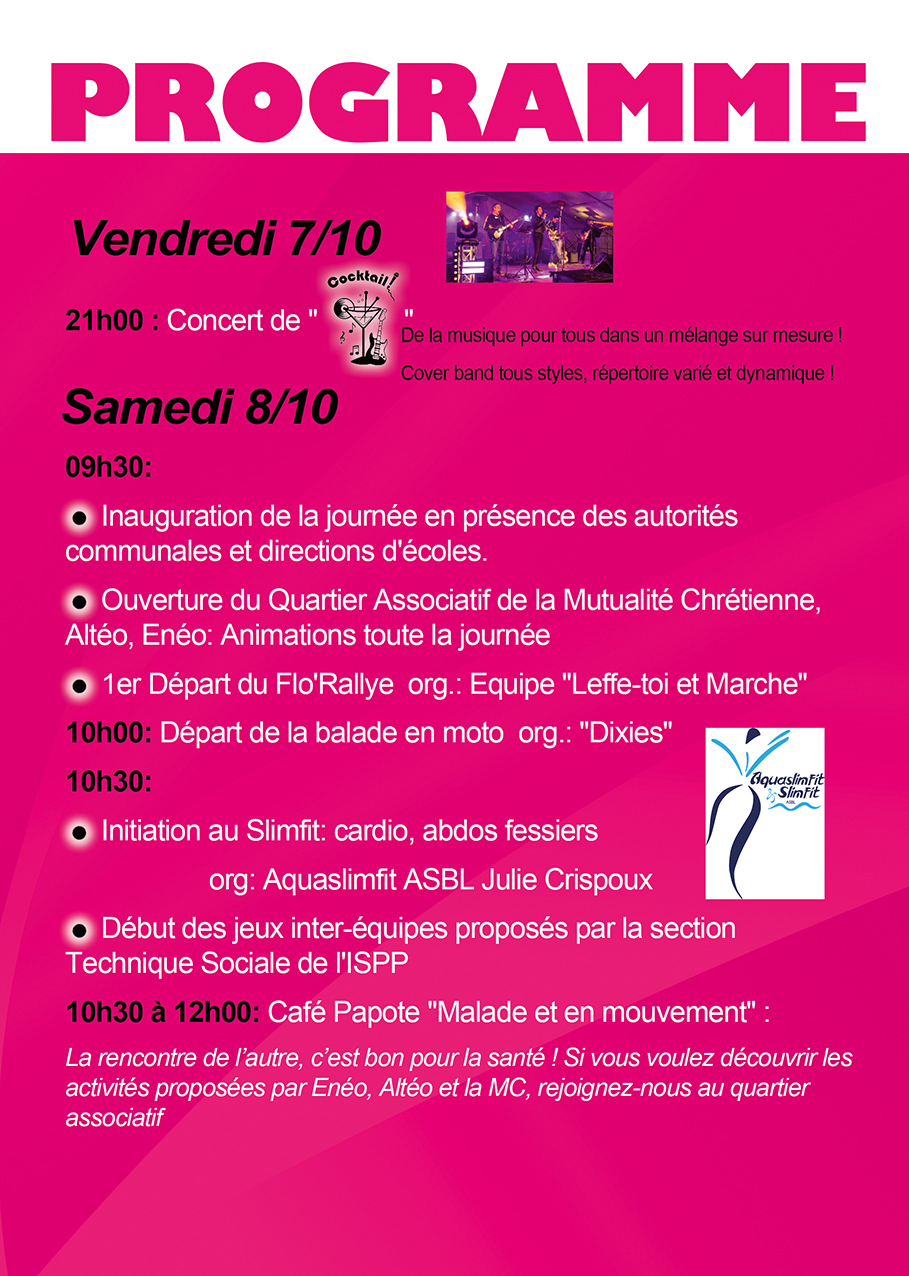 PROGRAMME
Vendredi 7/10
Cocktail
21h00 : Concert de " "
De la musique pour tous dans un mélange sur mesure !
Cover band tous styles, répertoire varié et dynamique !
Samedi 8/10
09h30:
● Inauguration de la journée en présence des autorités
communales et directions d'écoles.
● Ouverture du Quartier Associatif de la Mutualité Chrétienne,
Altéo, Enéo: Animations toute la journée
● 1er Départ du Flo'Rallye org.: Equipe "Leffe-toi et Marche"
10h00: Départ de la balade en moto org.: "Dixies"
10h30:
AquaslimFit
& SlimFit
ASBL
● Initiation au Slimfit: cardio, abdos fessiers
org: Aquaslimfit ASBL Julie Crispoux
● Début des jeux inter-équipes proposés par la section
Technique Sociale de l'ISPP
10h30 à 12h00: Café Papote "Malade et en mouvement" :
La rencontre de l’autre, c’est bon pour la santé ! Si vous voulez découvrir les
activités proposées par Enéo, Altéo et la MC, rejoignez-nous au quartier
associatif